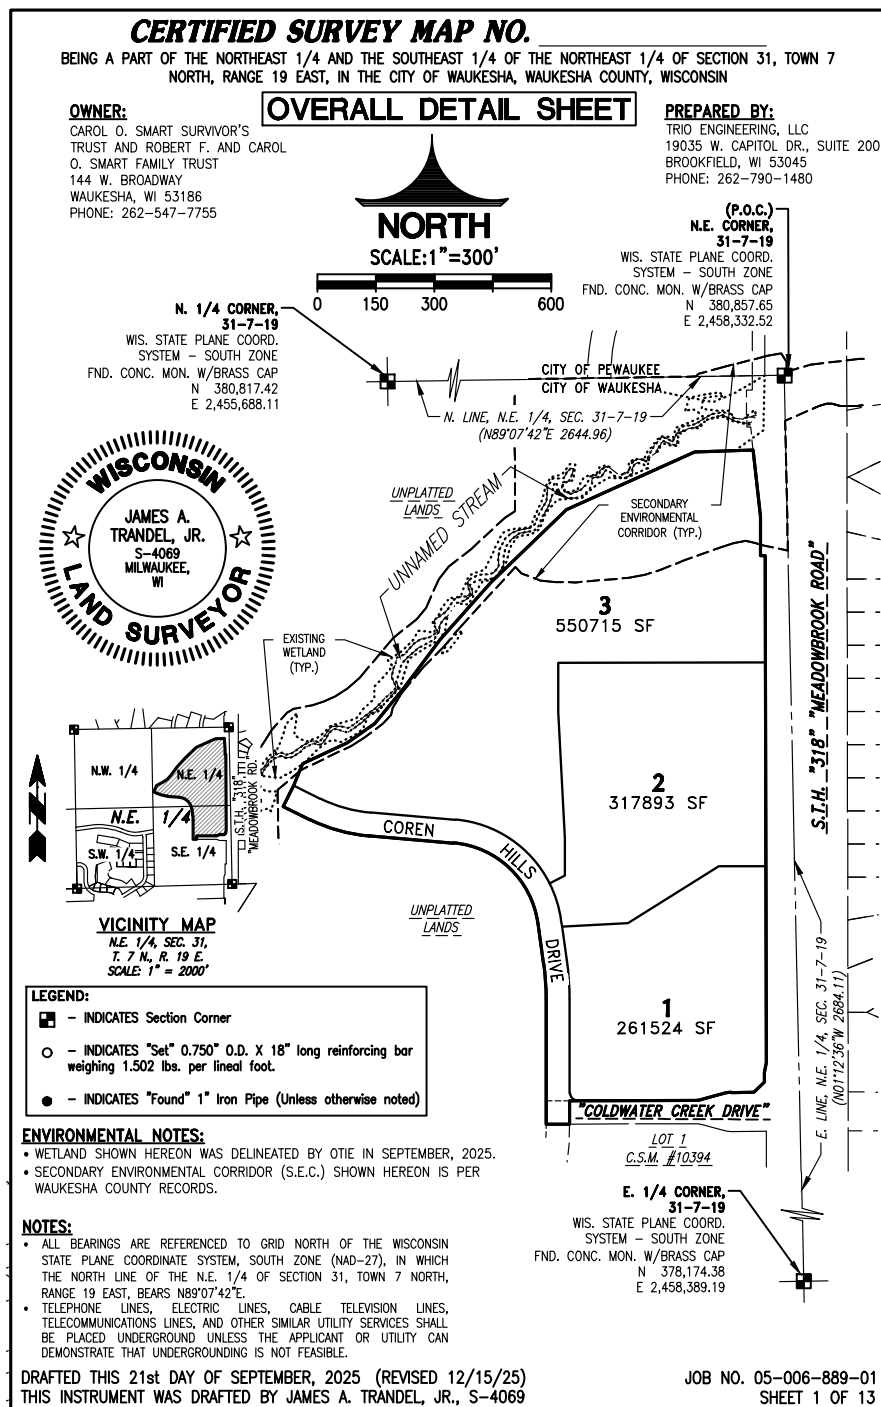 CERTIFIED SURVEY MAP NO.
BEING A PART OF THE NORTHEAST 1/4 AND THE SOUTHEAST 1/4 OF THE NORTHEAST 1/4 OF SECTION 31, TOWN 7
NORTH, RANGE 19 EAST, IN THE CITY OF WAUKESHA, WAUKESHA COUNTY, WISCONSIN
OVERALL DETAIL SHEET
OWNER:
CAROL O. SMART SURVIVOR'S
TRUST AND ROBERT F. AND CAROL
O. SMART FAMILY TRUST
144 W. BROADWAY
WAUKESHA, WI 53186
PHONE: 262-547-7755
PREPARED BY:
TRIO ENGINEERING, LLC
19035 W. CAPITOL DR., SUITE 200
BROOKFIELD, WI 53045
PHONE: 262-790-1480
NORTH
SCALE:1"=300'
0 150 300 600
(P.O.C.)
N.E. CORNER,
31-7-19
WIS. STATE PLANE COORD.
SYSTEM - SOUTH ZONE
FND. CONC. MON. W/BRASS CAP
N 380,857.65
E 2,458,332.52
N. 1/4 CORNER,
31-7-19
WIS. STATE PLANE COORD.
SYSTEM - SOUTH ZONE
FND. CONC. MON. W/BRASS CAP
N 380,817.42
E 2,455,688.11
CITY OF PEWAUKEE
CITY OF WAUKESHA
N. LINE, N.E. 1/4, SEC. 31-7-19
(N89°07'42"E 2644.96)
WISCONSIN
JAMES A.
TRANDEL, JR.
S-4069
MILWAUKEE,
WI
LAND SURVEYOR
UNPLATTED
LANDS
UNNAMED STREAM
SECONDARY
ENVIRONMENTAL
CORRIDOR (TYP.)
3
550715 SF
EXISTING
WETLAND
(TYP.)
S.T.H. "318" "MEADOWBROOK ROAD"
2
317893 SF
COREN
HILLS
DRIVE
UNPLATTED
LANDS
1
261524 SF
"COLDWATER CREEK DRIVE"
LOT 1
C.S.M. #10394
E. LINE, N.E. 1/4, SEC. 31-7-19
(N01°12'36"W 2684.11)
N.W. 1/4
N.E. 1/4
N.E. 1/4
S.W. 1/4
S.E. 1/4
S.T.H. "318"
"MEADOWBROOK RD."
N
VICINITY MAP
N.E. 1/4, SEC. 31,
T. 7 N., R. 19 E.
SCALE: 1" = 2000'
LEGEND:
- INDICATES Section Corner
- INDICATES "Set" 0.750" O.D. X 18" long reinforcing bar
weighing 1.502 lbs. per lineal foot.
- INDICATES "Found" 1" Iron Pipe (Unless otherwise noted)
ENVIRONMENTAL NOTES:
• WETLAND SHOWN HEREON WAS DELINEATED BY OTIE IN SEPTEMBER, 2025.
• SECONDARY ENVIRONMENTAL CORRIDOR (S.E.C.) SHOWN HEREON IS PER
WAUKESHA COUNTY RECORDS.
E. 1/4 CORNER,
31-7-19
WIS. STATE PLANE COORD.
SYSTEM - SOUTH ZONE
FND. CONC. MON. W/BRASS CAP
N 378,174.38
E 2,458,389.19
NOTES:
• ALL BEARINGS ARE REFERENCED TO GRID NORTH OF THE WISCONSIN
STATE PLANE COORDINATE SYSTEM, SOUTH ZONE (NAD-27), IN WHICH
THE NORTH LINE OF THE N.E. 1/4 OF SECTION 31, TOWN 7 NORTH,
RANGE 19 EAST, BEARS N89°07'42"E.
• TELEPHONE LINES, ELECTRIC LINES, CABLE TELEVISION LINES,
TELECOMMUNICATIONS LINES, AND OTHER SIMILAR UTILITY SERVICES SHALL
BE PLACED UNDERGROUND UNLESS THE APPLICANT OR UTILITY CAN
DEMONSTRATE THAT UNDERGROUNDING IS NOT FEASIBLE.
DRAFTED THIS 21st DAY OF SEPTEMBER, 2025 (REVISED 12/15/25)
THIS INSTRUMENT WAS DRAFTED BY JAMES A. TRANDEL, JR., S-4069
JOB NO. 05-006-889-01
SHEET 1 OF 13